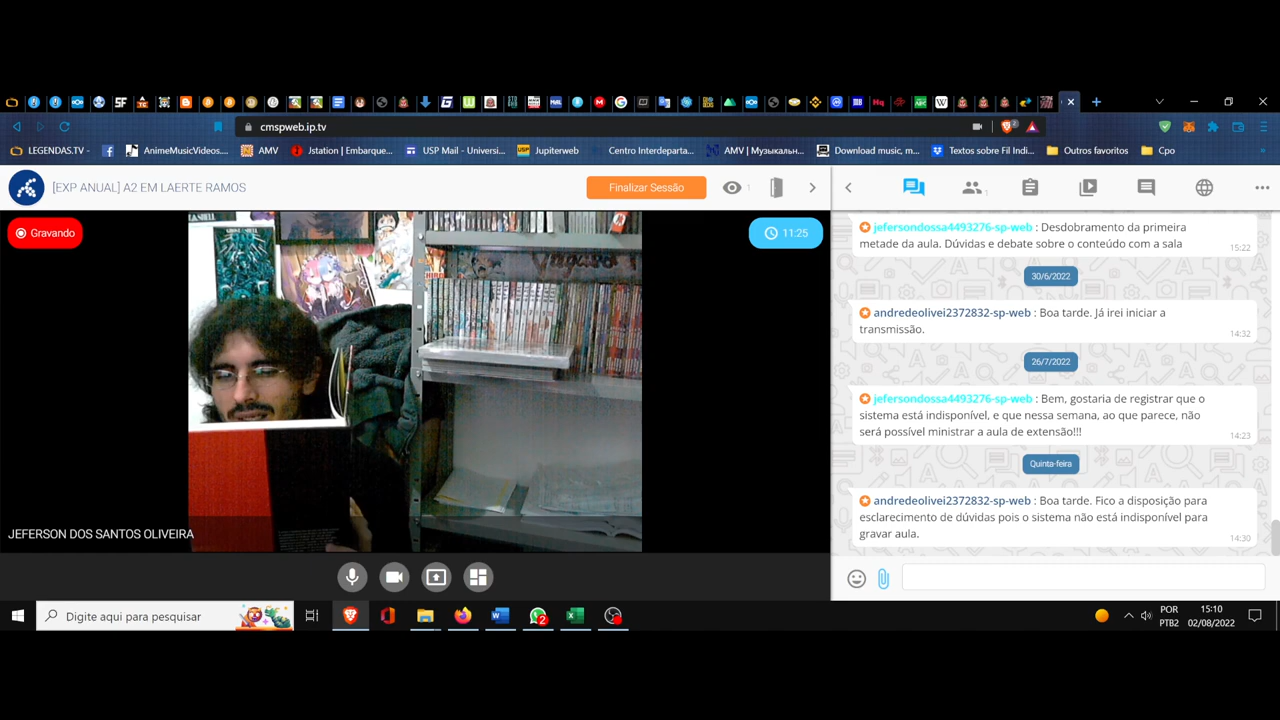 cmspweb.ip.tv
2
LEGENDAS.TV -
AnimeMusicVideos...
AMV
Jstation | Embarque...
USP Mail - Universi...
Jupiterweb
Centro Interdeparta...
AMV | Музыкальн...
Download music, m...
Textos sobre Fil Indi...
Outros favoritos
Cpo
[EXP ANUAL] A2 EM LAERTE RAMOS
Finalizar Sessão
1
1
Gravando
11:25
JEFERSON DOS SANTOS OLIVEIRA
jefersondossa4493276-sp-web : Desdobramento da primeira
metade da aula. Dúvidas e debate sobre o conteúdo com a sala
15:22
30/6/2022
andredeolivei2372832-sp-web : Boa tarde. Já irei iniciar a
transmissão.
14:32
26/7/2022
jefersondossa4493276-sp-web : Bem, gostaria de registrar que o
sistema está indisponível, e que nessa semana, ao que parece, não
será possível ministrar a aula de extensão!!!
14:23
Quinta-feira
andredeolivei2372832-sp-web : Boa tarde. Fico a disposição para
esclarecimento de dúvidas pois o sistema não está indisponível para
gravar aula.
14:30
Digite aqui para pesquisar
2
POR
PTB2
15:10
02/08/2022